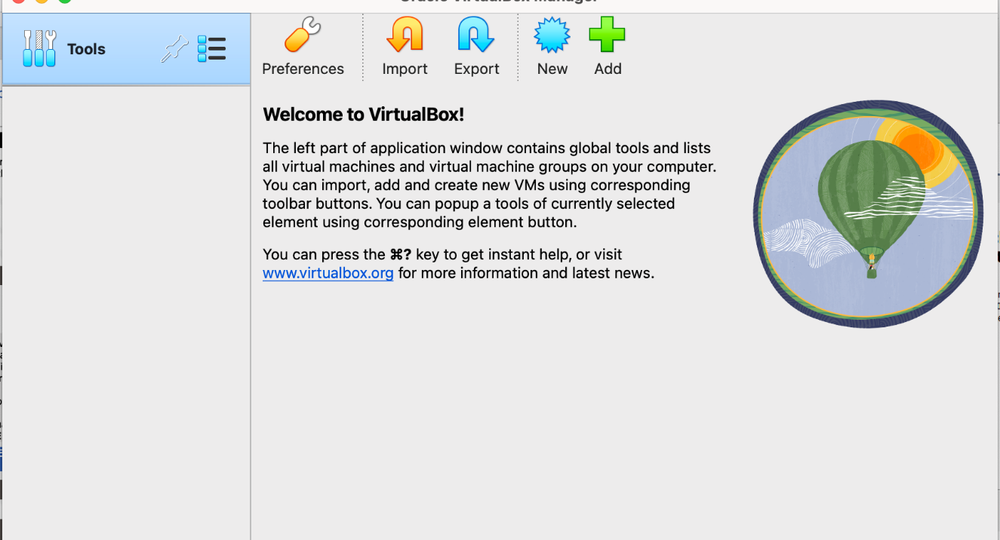 Oracle VirtualBox Manager
Tools
Preferences
Import
Export
New
Add
Welcome to VirtualBox!
The left part of application window contains global tools and lists
all virtual machines and virtual machine groups on your computer.
You can import, add and create new VMs using corresponding
toolbar buttons. You can popup a tools of currently selected
element using corresponding element button.
You can press the ⌘? key to get instant help, or visit
www.virtualbox.org for more information and latest news.